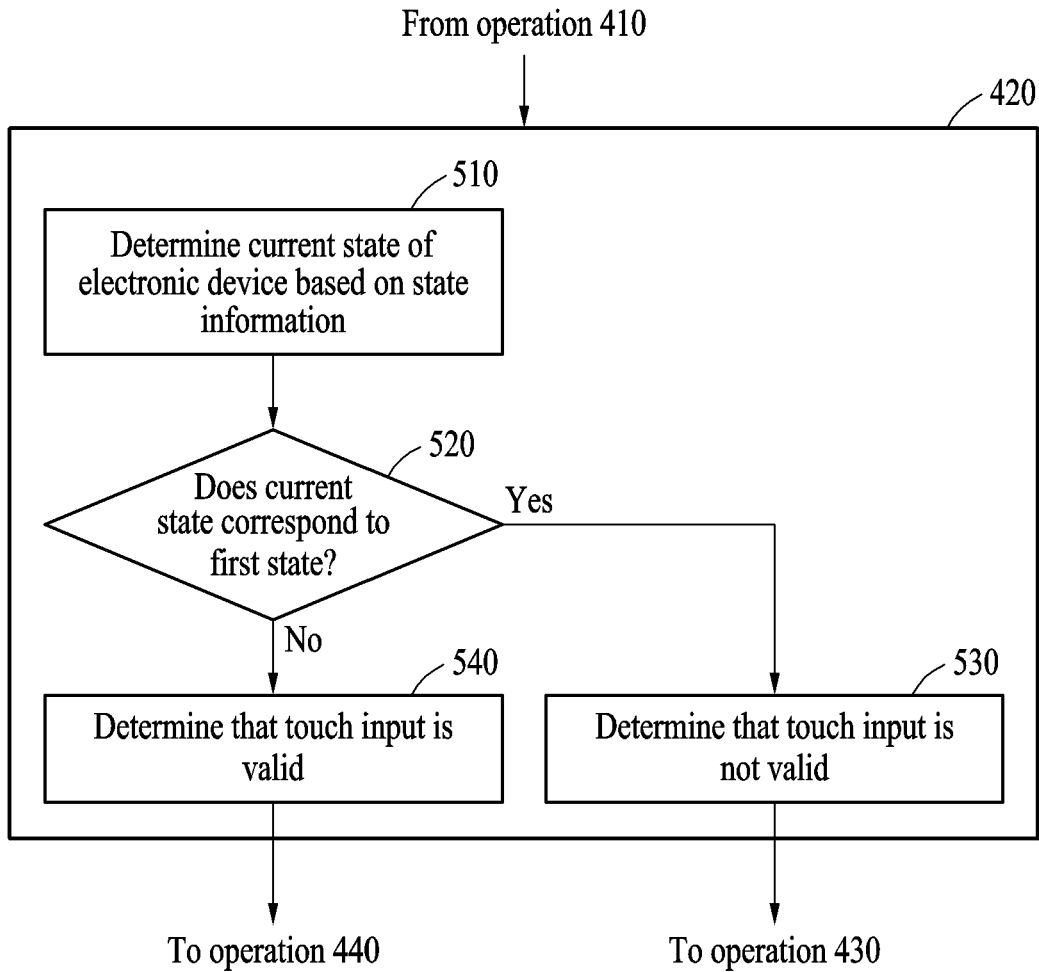 From operation 410
420
510
Determine current state of
electronic device based on state
information
520
Does current
state correspond to
first state?
Yes
No
540
Determine that touch input is
valid
530
Determine that touch input is
not valid
To operation 440
To operation 430